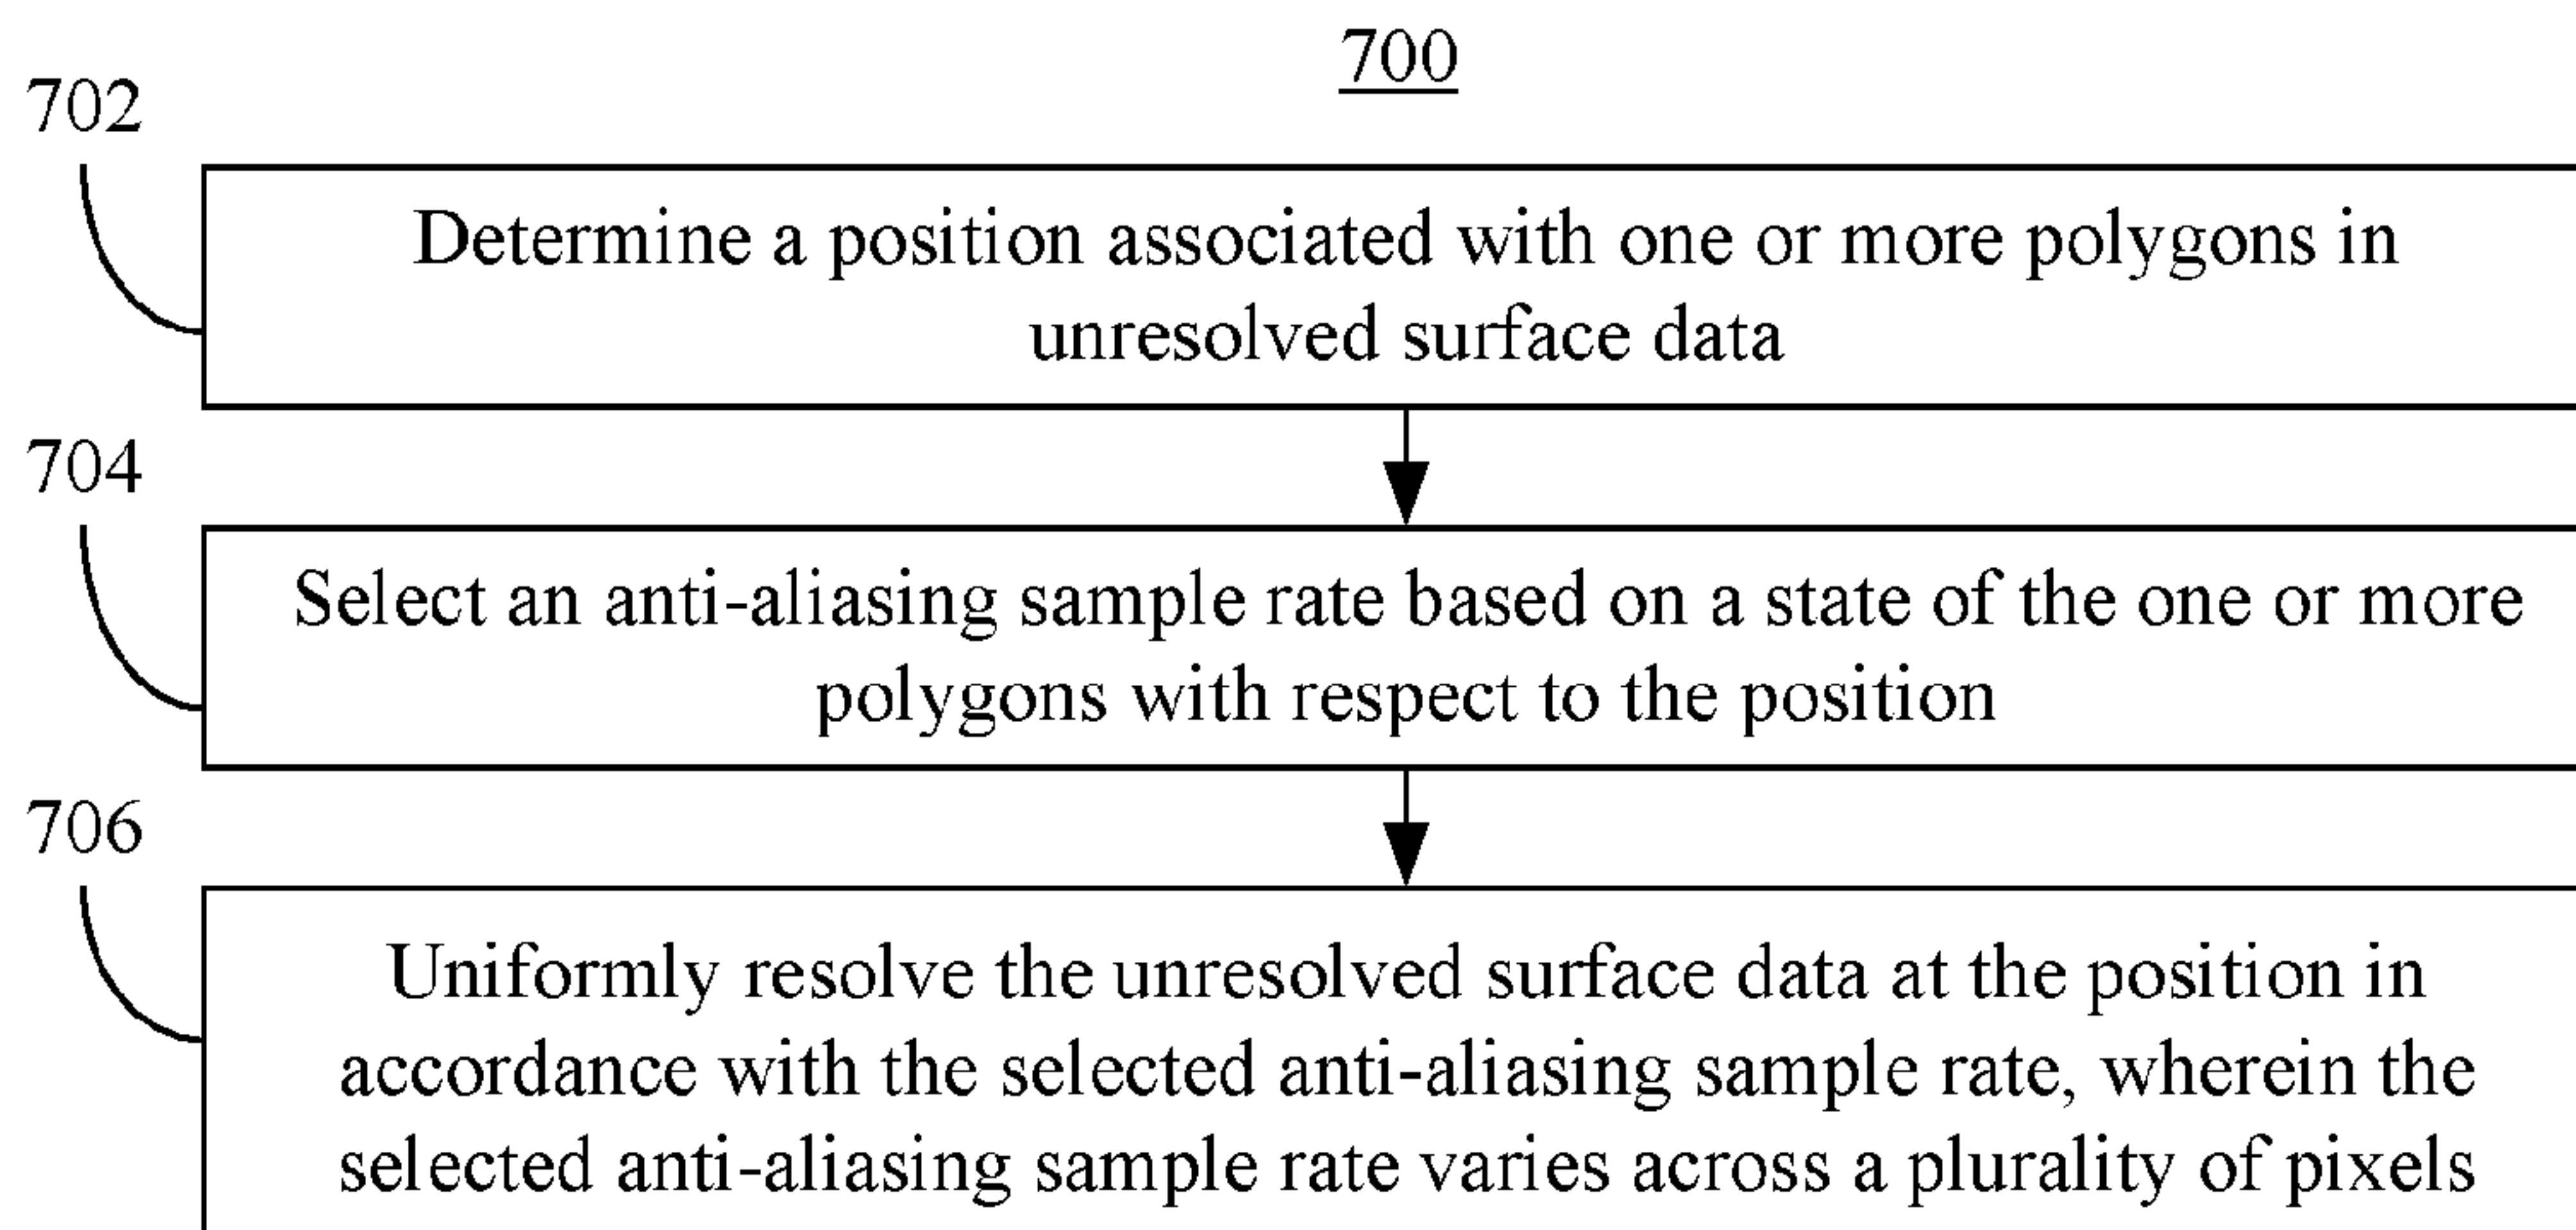 700
702
Determine a position associated with one or more polygons in
unresolved surface data
704
Select an anti-aliasing sample rate based on a state of the one or more
polygons with respect to the position
706
Uniformly resolve the unresolved surface data at the position in
accordance with the selected anti-aliasing sample rate, wherein the
selected anti-aliasing sample rate varies across a plurality of pixels